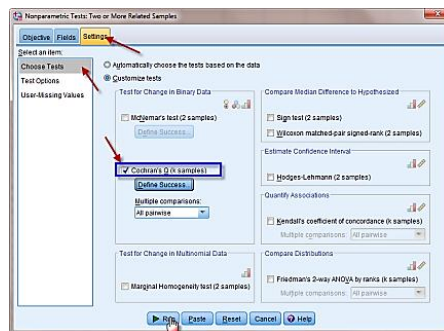 Nonparametric Tests: Two or More Related Samples
Objective Fields Settings
Select an item:
Choose Tests
Test Options
User-Missing Values
Automatically choose the tests based on the data
Customize tests
Test for Change in Binary Data
McNemar's test (2 samples)
Define Success...
Cochran's Q (k samples)
Define Success...
Multiple comparisons:
All pairwise
Test for Change in Multinomial Data
Marginal Homogeneity test (2 samples)
Compare Median Difference to Hypothesized
Sign test (2 samples)
Wilcoxon matched-pair signed-rank (2 samples)
Estimate Confidence Interval
Hodges-Lehmann (2 samples)
Quantify Associations
Kendall's coefficient of concordance (k samples)
Multiple comparisons: All pairwise
Compare Distributions
Friedman's 2-way ANOVA by ranks (k samples)
Multiple comparisons: All pairwise
Run Paste Reset Cancel Help